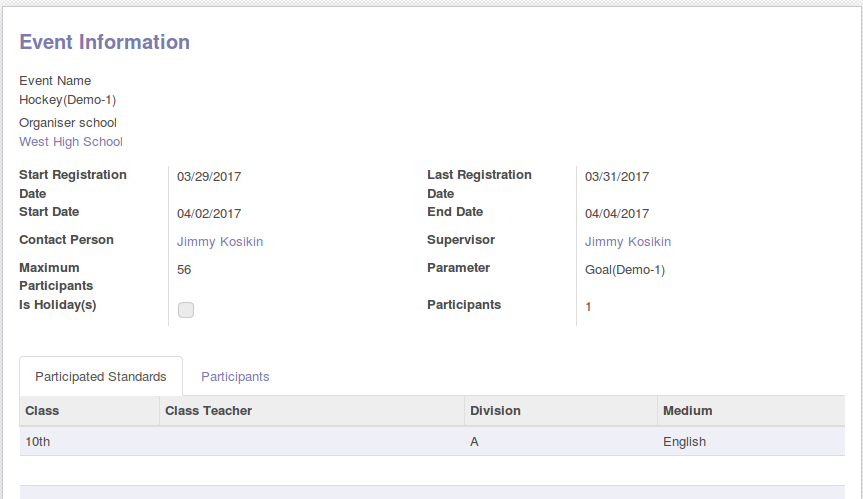 Event Information
Event Name
Hockey(Demo-1)
Organiser school
West High School
Start Registration Date 03/29/2017 Last Registration Date 03/31/2017
Start Date 04/02/2017 End Date 04/04/2017
Contact Person Jimmy Kosikin Supervisor Jimmy Kosikin
Maximum Participants 56 Parameter Goal(Demo-1)
Is Holiday(s) Participants 1
Participated Standards Participants
Class Class Teacher Division Medium
10th A English